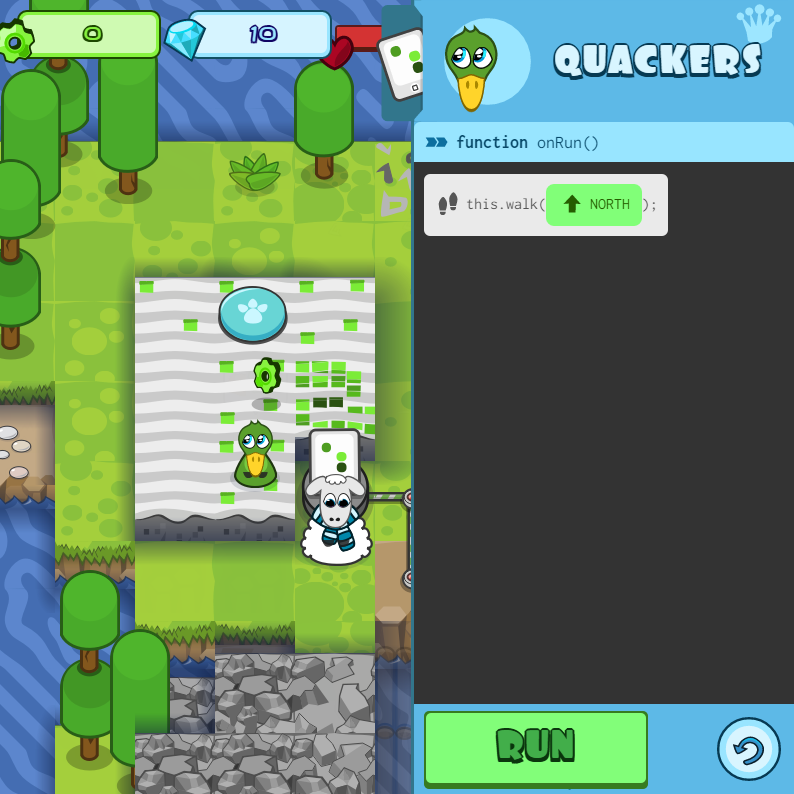 0
10
QUACKERS
function onRun()
this.walk( NORTH );
RUN